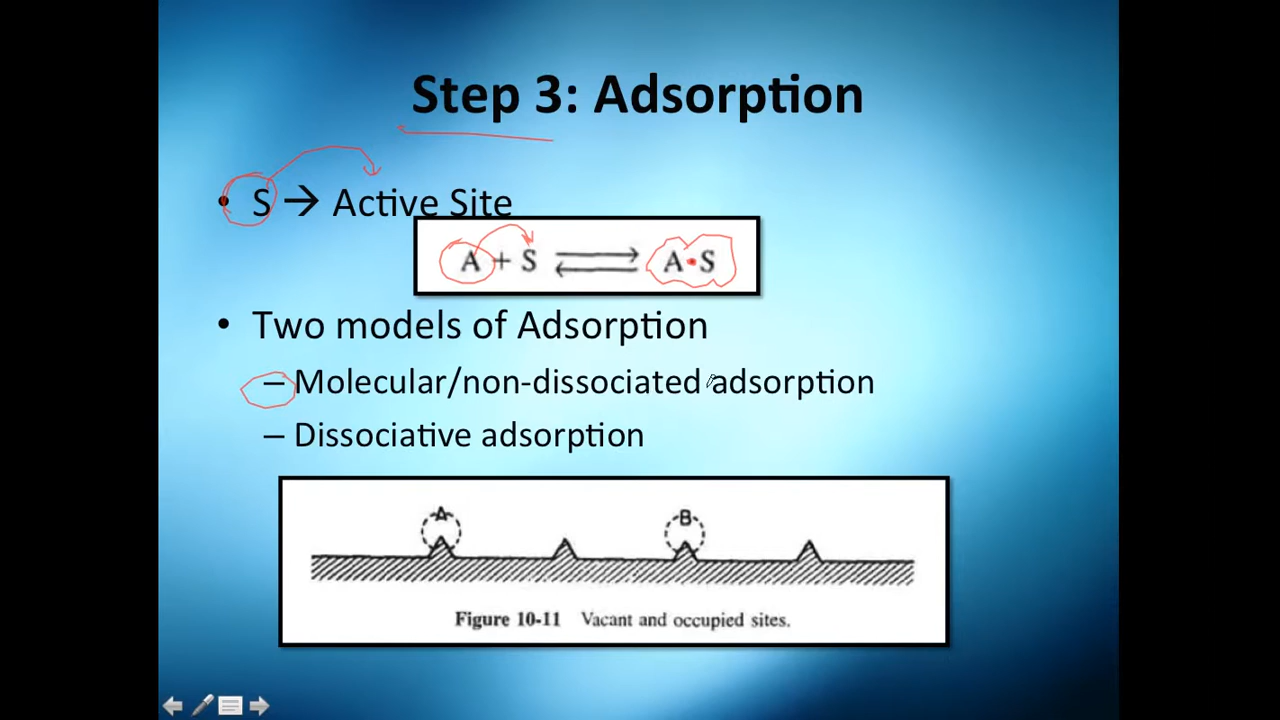 Step 3: Adsorption
• S → Active Site
A + S ⇌ A•S
• Two models of Adsorption
– Molecular/non-dissociated adsorption
– Dissociative adsorption
A B
Figure 10-11 Vacant and occupied sites.